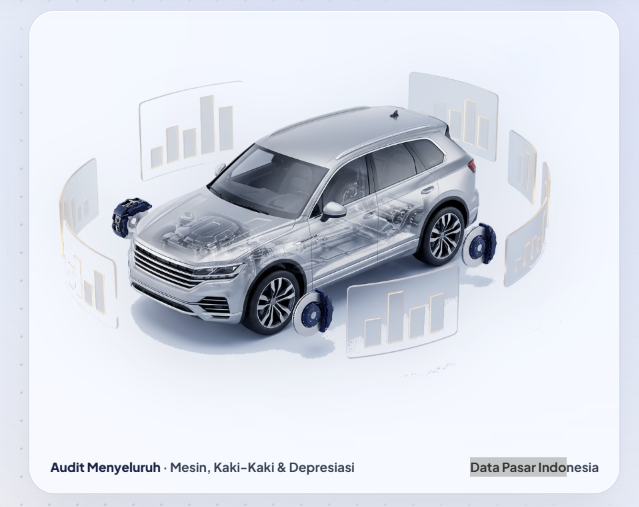 Audit Menyeluruh · Mesin, Kaki-Kaki & Depresiasi
Data Pasar Indonesia